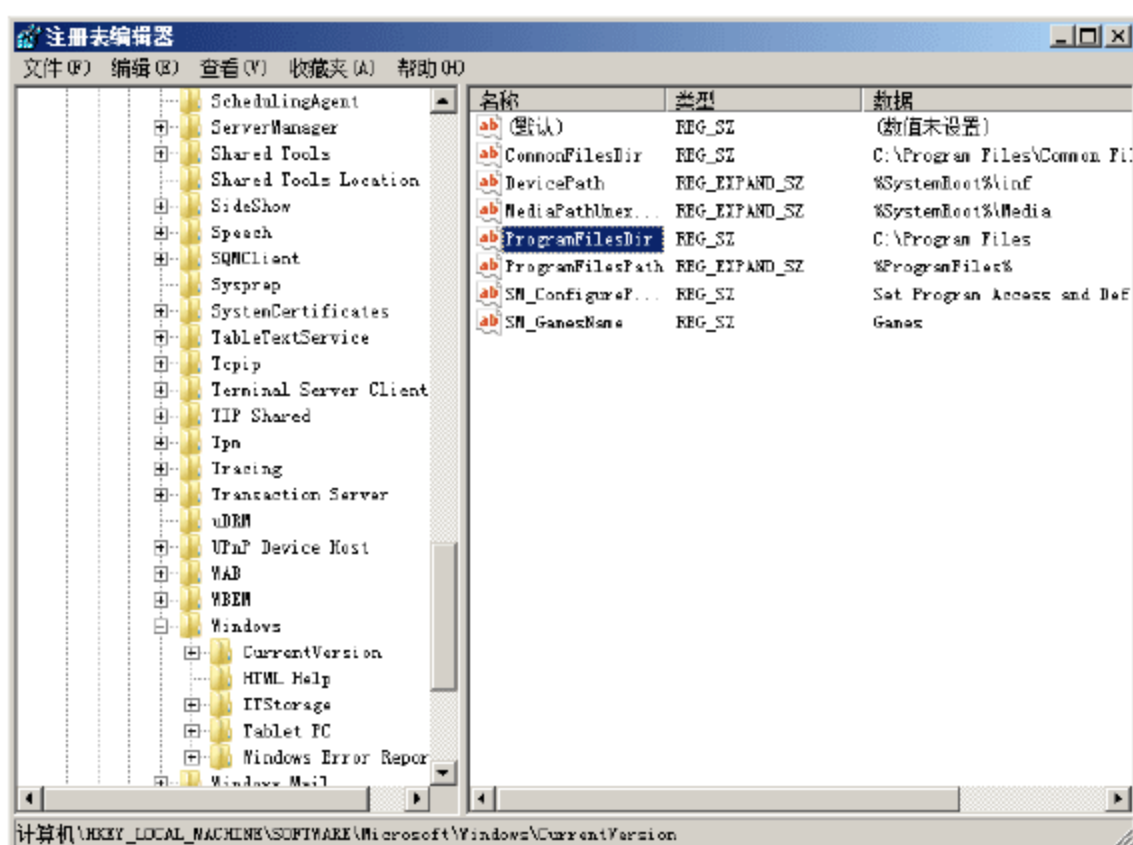 注册表编辑器
文件(F) 编辑(E) 查看(V) 收藏夹(A) 帮助(H)
SchedulingAgent
ServerManager
Shared Tools
Shared Tools Location
SideShow
Speech
SQMClient
Sysprep
SystemCertificates
TableTextService
Tcpip
Terminal Server Client
TIP Shared
Tpm
Tracing
Transaction Server
uDRM
UPnP Device Host
WAB
WBEM
Windows
CurrentVersion
HTML Help
ITStorage
Tablet PC
Windows Error Repor
Windows Mail
名称 类型 数据
(默认) REG_SZ (数值未设置)
CommonFilesDir REG_SZ C:\Program Files\Common Fil
DevicePath REG_EXPAND_SZ %SystemRoot%\inf
MediaPathUnex... REG_EXPAND_SZ %SystemRoot%\Media
ProgramFilesDir REG_SZ C:\Program Files
ProgramFilesPath REG_EXPAND_SZ %ProgramFiles%
SM_ConfigureP... REG_SZ Set Program Access and Def
SM_GamesName REG_SZ Games
计算机\HKEY_LOCAL_MACHINE\SOFTWARE\Microsoft\Windows\CurrentVersion